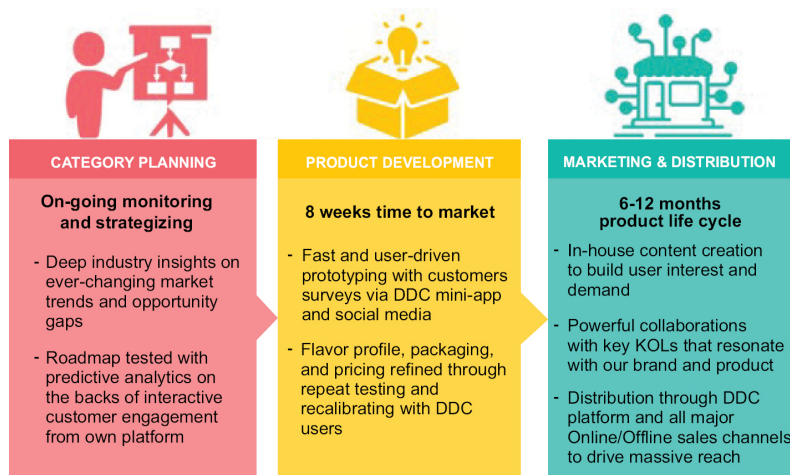 CATEGORY PLANNING
On-going monitoring
and strategizing
- Deep industry insights on
ever-changing market
trends and opportunity
gaps
- Roadmap tested with
predictive analytics on
the backs of interactive
customer engagement
from own platform
PRODUCT DEVELOPMENT
8 weeks time to market
- Fast and user-driven
prototyping with customers
surveys via DDC mini-app
and social media
- Flavor profile, packaging,
and pricing refined through
repeat testing and
recalibrating with DDC
users
MARKETING & DISTRIBUTION
6-12 months
product life cycle
- In-house content creation
to build user interest and
demand
- Powerful collaborations
with key KOLs that resonate
with our brand and product
- Distribution through DDC
platform and all major
Online/Offline sales channels
to drive massive reach